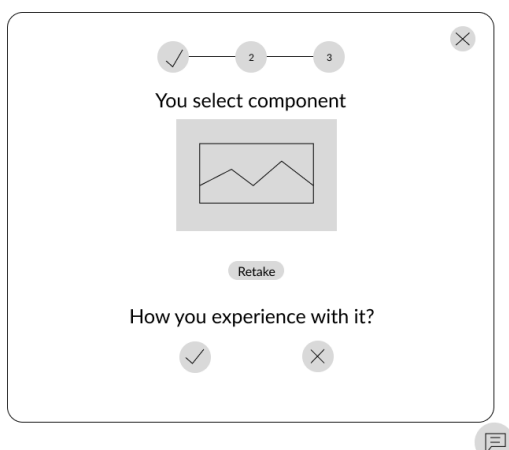 2
3
You select component
Retake
How you experience with it?